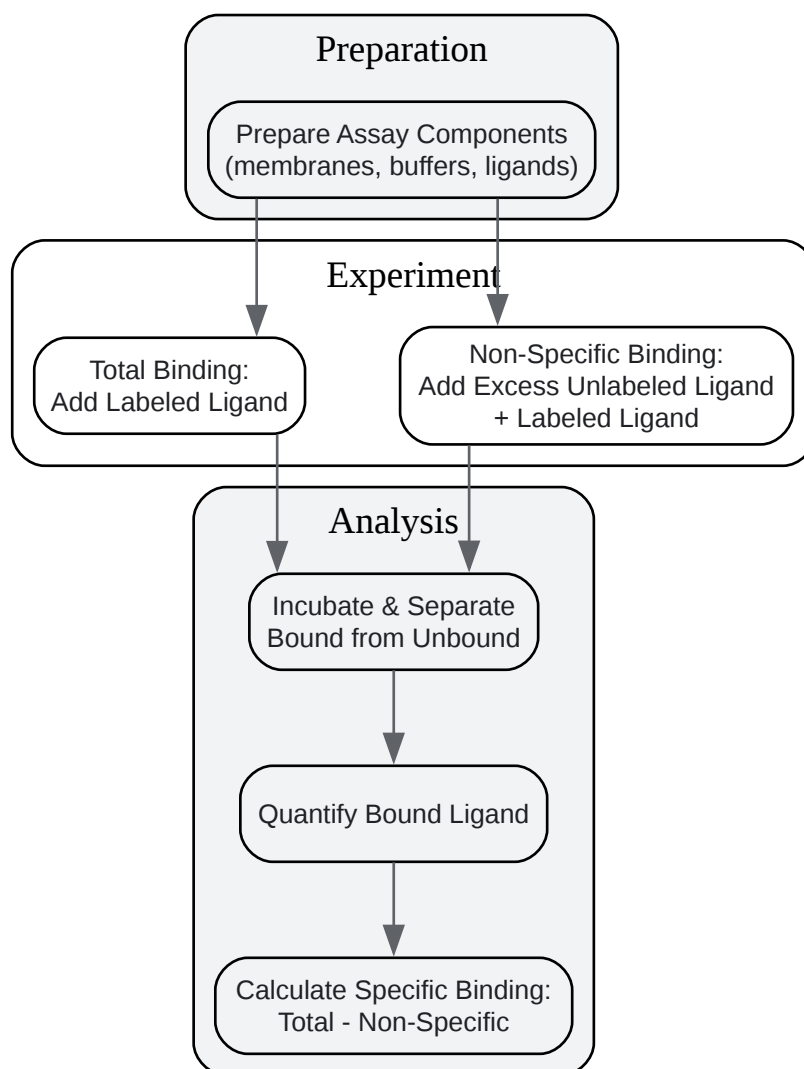 Preparation
Prepare Assay Components
(membranes, buffers, ligands)
Experiment
Total Binding:
Add Labeled Ligand
Non-Specific Binding:
Add Excess Unlabeled Ligand
+ Labeled Ligand
Analysis
Incubate & Separate
Bound from Unbound
Quantify Bound Ligand
Calculate Specific Binding:
Total - Non-Specific